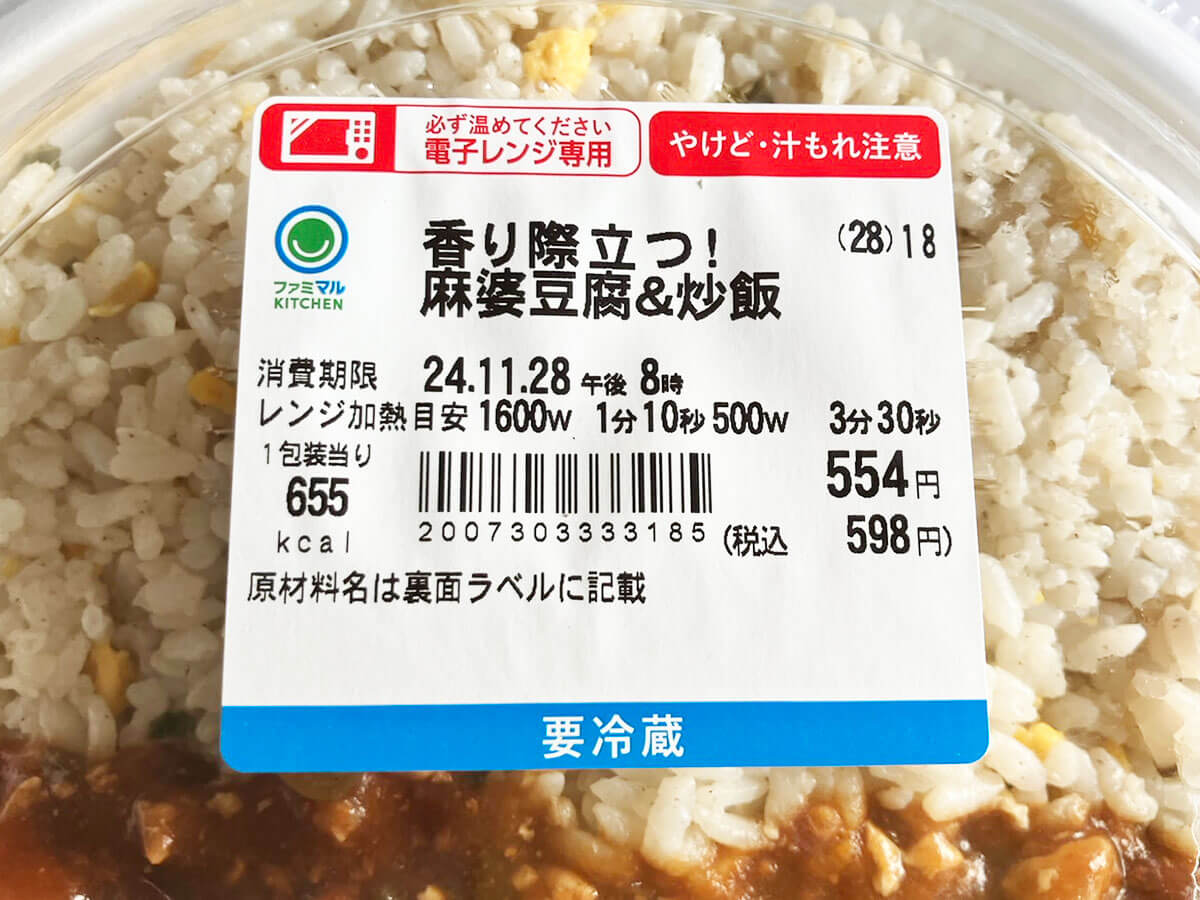 必ず温めてください
電子レンジ専用
やけど・汁もれ注意
ファミマル
KITCHEN
香り際立つ!
麻婆豆腐&炒飯
(28)18
消費期限 24.11.28 午後 8時
レンジ加熱目安 1600W 1分10秒 500W 3分30秒
1包装当り
655
kcal
2007303333185
554円
(税込 598円)
原材料名は裏面ラベルに記載
要冷蔵